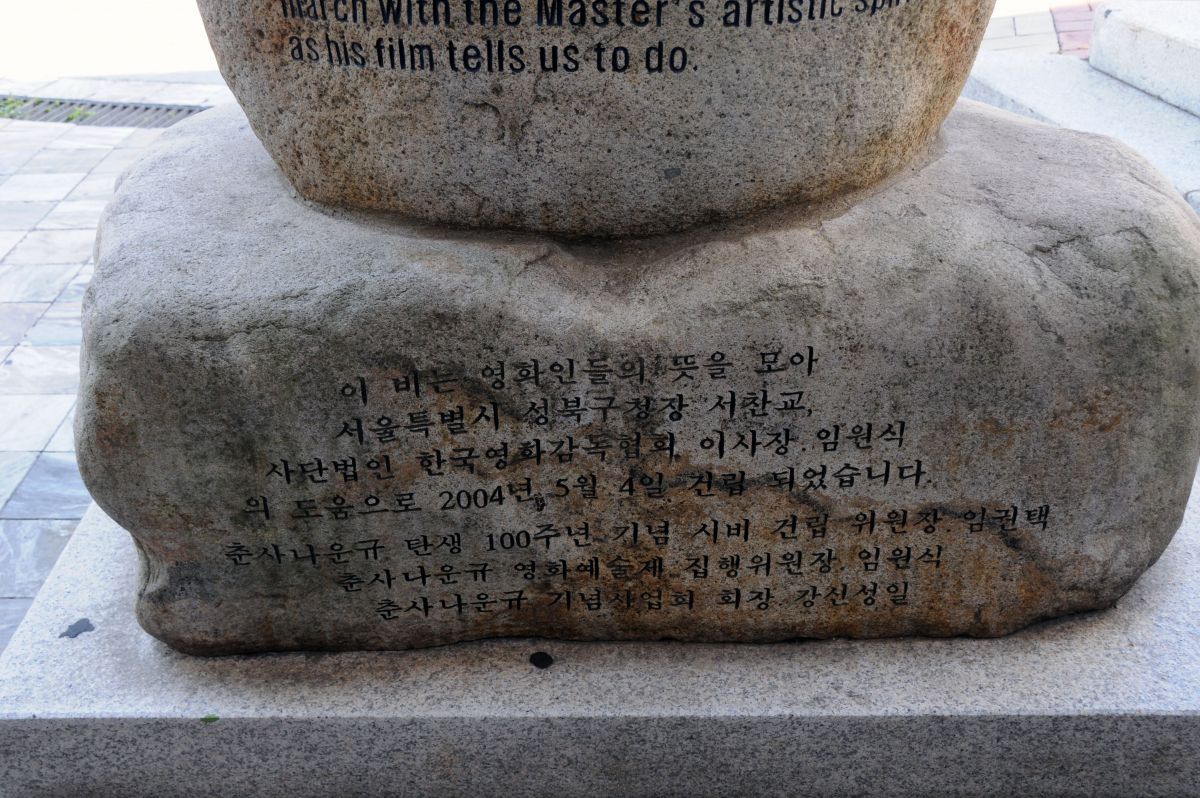 march with the Master's artistic
as his film tells us to do.
이 비는 영화인들의 뜻을 모아
서울특별시 성북구청장 서찬교,
사단법인 한국영화감독협회 이사장 임원식
의 도움으로 2004년 5월 4일 건립 되었습니다.
춘사나운규 탄생 100주년 기념 시비 건립 위원장 임권택
춘사나운규 영화예술제 집행위원장 임원식
춘사나운규 기념사업회 회장 강신성일